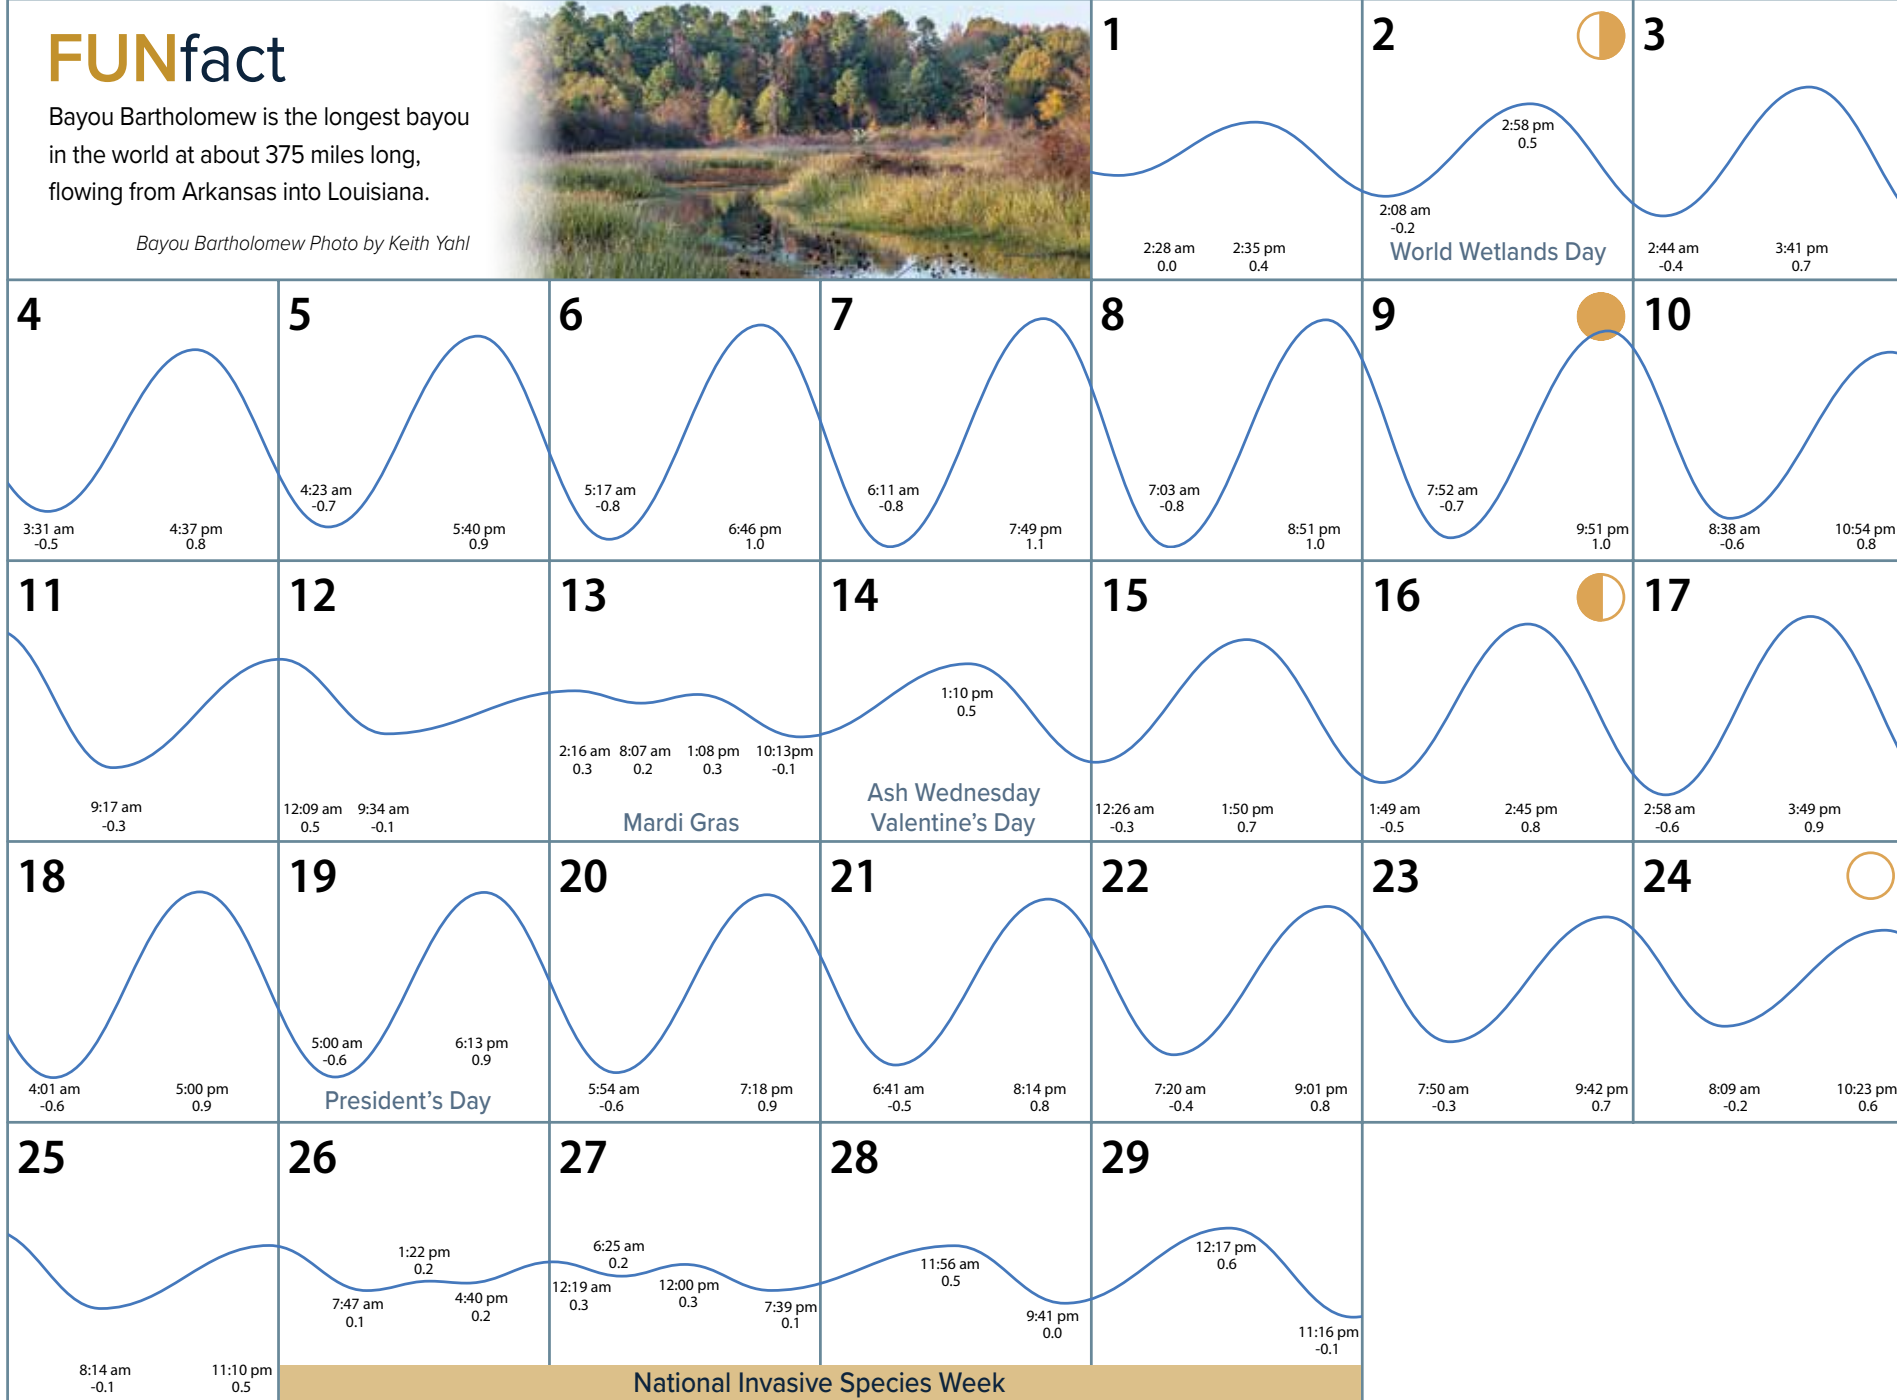 FUNfact
Bayou Bartholomew is the longest bayou
in the world at about 375 miles long,
flowing from Arkansas into Louisiana.
Bayou Bartholomew Photo by Keith Yahl
1
2:28 am
0.0
2:35 pm
0.4
2
2:58 pm
0.5
2:08 am
-0.2
World Wetlands Day
3
2:44 am
-0.4
3:41 pm
0.7
4
3:31 am
-0.5
4:37 pm
0.8
5
4:23 am
-0.7
5:40 pm
0.9
6
5:17 am
-0.8
6:46 pm
1.0
7
6:11 am
-0.8
7:49 pm
1.1
8
7:03 am
-0.8
8:51 pm
1.0
9
7:52 am
-0.7
9:51 pm
1.0
10
8:38 am
-0.6
10:54 pm
0.8
11
9:17 am
-0.3
12
12:09 am
0.5
9:34 am
-0.1
13
2:16 am
0.3
8:07 am
0.2
1:08 pm
0.3
10:13pm
-0.1
Mardi Gras
14
1:10 pm
0.5
Ash Wednesday
Valentine's Day
15
12:26 am
-0.3
1:50 pm
0.7
16
1:49 am
-0.5
2:45 pm
0.8
17
2:58 am
-0.6
3:49 pm
0.9
18
4:01 am
-0.6
5:00 pm
0.9
19
5:00 am
-0.6
6:13 pm
0.9
President's Day
20
5:54 am
-0.6
7:18 pm
0.9
21
6:41 am
-0.5
8:14 pm
0.8
22
7:20 am
-0.4
9:01 pm
0.8
23
7:50 am
-0.3
9:42 pm
0.7
24
8:09 am
-0.2
10:23 pm
0.6
25
8:14 am
-0.1
11:10 pm
0.5
26
1:22 pm
0.2
7:47 am
0.1
4:40 pm
0.2
27
6:25 am
0.2
12:19 am
0.3
12:00 pm
0.3
7:39 pm
0.1
28
11:56 am
0.5
9:41 pm
0.0
29
12:17 pm
0.6
11:16 pm
-0.1
National Invasive Species Week